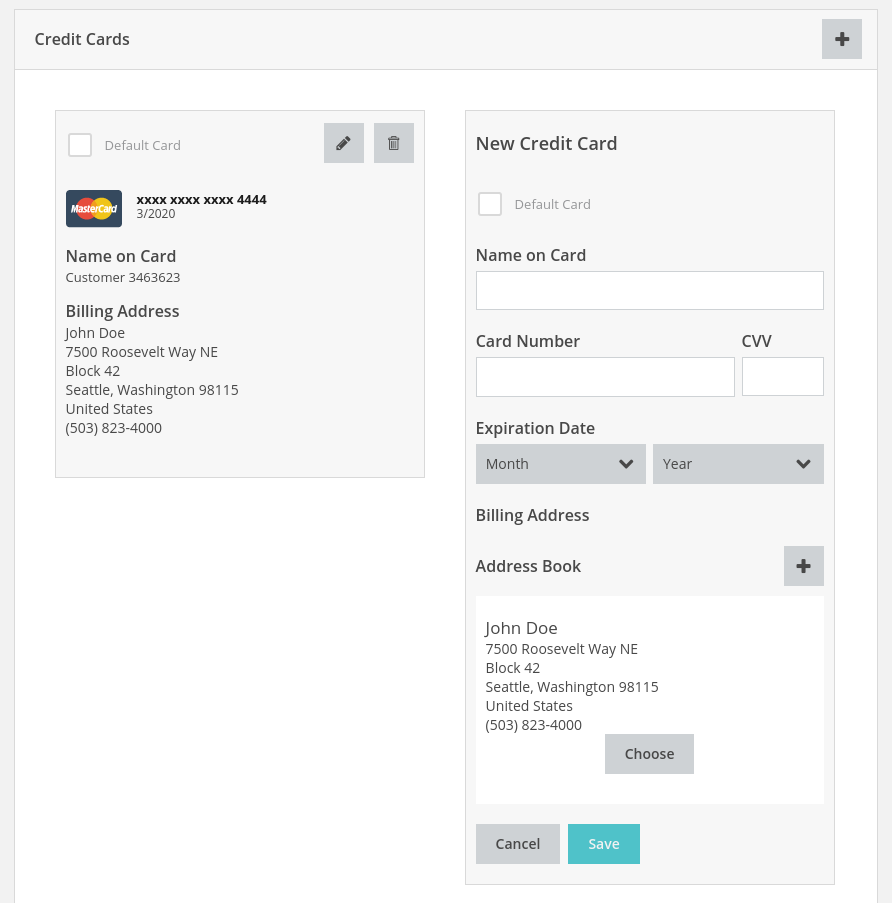 Credit Cards
Default Card
MasterCard
xxxx xxxx xxxx 4444
3/2020
Name on Card
Customer 3463623
Billing Address
John Doe
7500 Roosevelt Way NE
Block 42
Seattle, Washington 98115
United States
(503) 823-4000
New Credit Card
Default Card
Name on Card
Card Number CVV
Expiration Date
Month Year
Billing Address
Address Book
John Doe
7500 Roosevelt Way NE
Block 42
Seattle, Washington 98115
United States
(503) 823-4000
Choose
Cancel Save